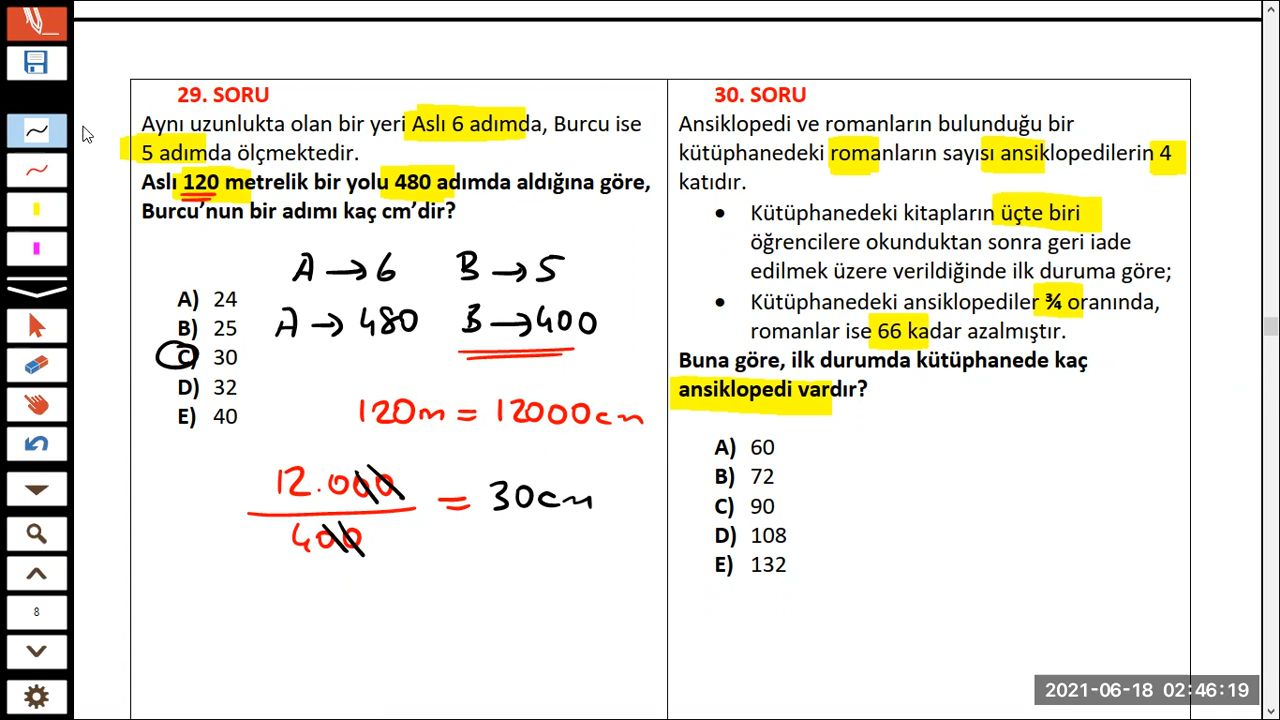 29. SORU
Aynı uzunlukta olan bir yeri Aslı 6 adımda, Burcu ise
5 adımda ölçmektedir.
Aslı 120 metrelik bir yolu 480 adımda aldığına göre,
Burcu'nun bir adımı kaç cm'dir?
A → 6 B → 5
A → 480 B → 400
A) 24
B) 25
C) 30
D) 32
E) 40
120m = 12000cm
12.000
400
= 30cm
30. SORU
Ansiklopedi ve romanların bulunduğu bir
kütüphanedeki romanların sayısı ansiklopedilerin 4
katıdır.
• Kütüphanedeki kitapların üçte biri
öğrencilere okunduktan sonra geri iade
edilmek üzere verildiğinde ilk duruma göre;
• Kütüphanedeki ansiklopediler ¾ oranında,
romanlar ise 66 kadar azalmıştır.
Buna göre, ilk durumda kütüphanede kaç
ansiklopedi vardır?
A) 60
B) 72
C) 90
D) 108
E) 132
8
2021-06-18 02:46:19